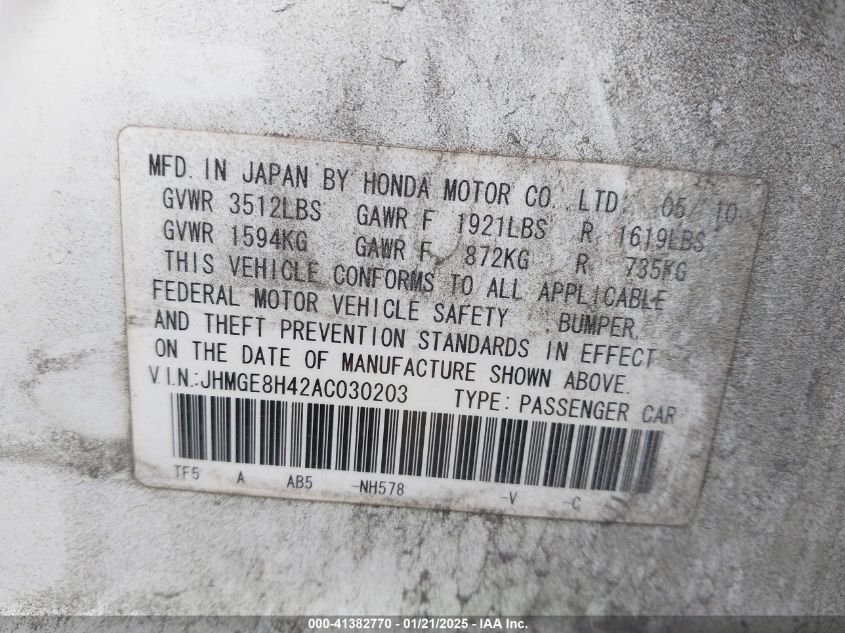 MFD. IN JAPAN BY HONDA MOTOR CO. LTD 05/10
GVWR 3512LBS GAWR F 1921LBS R 1619LBS
GVWR 1594KG GAWR F 872KG R 735KG
THIS VEHICLE CONFORMS TO ALL APPLICABLE
FEDERAL MOTOR VEHICLE SAFETY , BUMPER,
AND THEFT PREVENTION STANDARDS IN EFFECT
ON THE DATE OF MANUFACTURE SHOWN ABOVE.
V.I.N.:JHMGE8H42AC030203 TYPE: PASSENGER CAR
TF5 A AB5 -NH578 -V -C
000-41382770 - 01/21/2025 - IAA Inc.